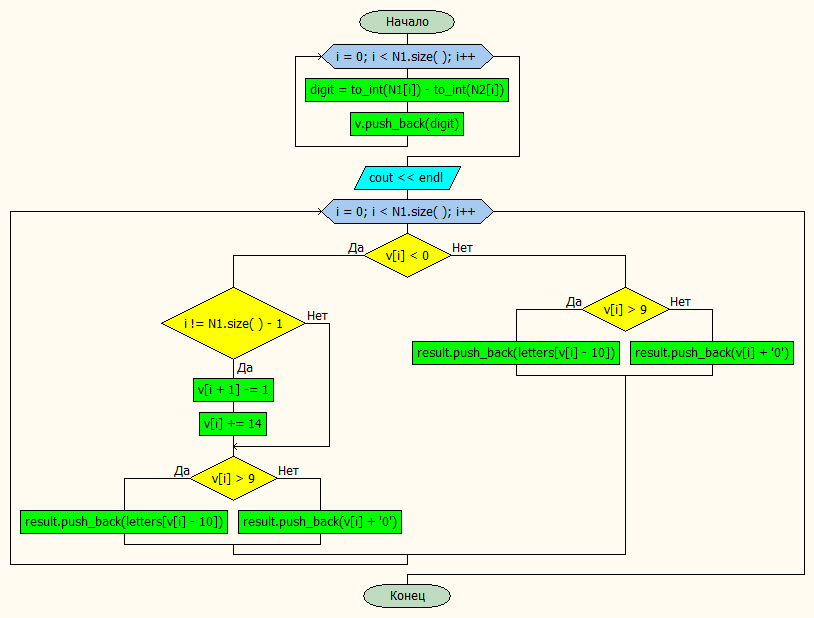 Начало
i = 0; i < N1.size( ); i++
digit = to_int(N1[i]) - to_int(N2[i])
v.push_back(digit)
cout << endl
i = 0; i < N1.size( ); i++
Да
v[i] < 0
Нет
i != N1.size( ) - 1
Нет
Да
v[i] > 9
Нет
result.push_back(letters[v[i] - 10])
result.push_back(v[i] + '0')
Да
v[i + 1] -= 1
v[i] += 14
Да
v[i] > 9
Нет
result.push_back(letters[v[i] - 10])
result.push_back(v[i] + '0')
Конец